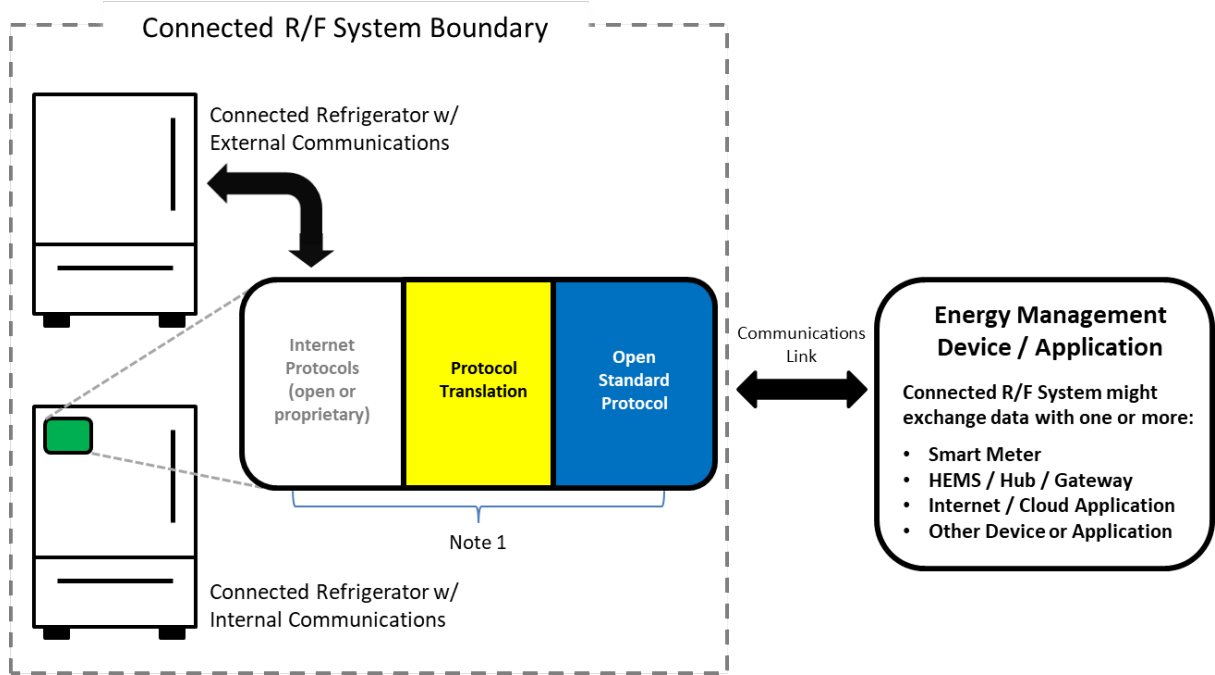 Connected R/F System Boundary
Connected Refrigerator w/
External Communications
Internet
Protocols
(open or
proprietary)
Protocol
Translation
Open
Standard
Protocol
Note 1
Connected Refrigerator w/
Internal Communications
Communications
Link
Energy Management
Device / Application
Connected R/F System might
exchange data with one or more:
• Smart Meter
• HEMS / Hub / Gateway
• Internet / Cloud Application
• Other Device or Application